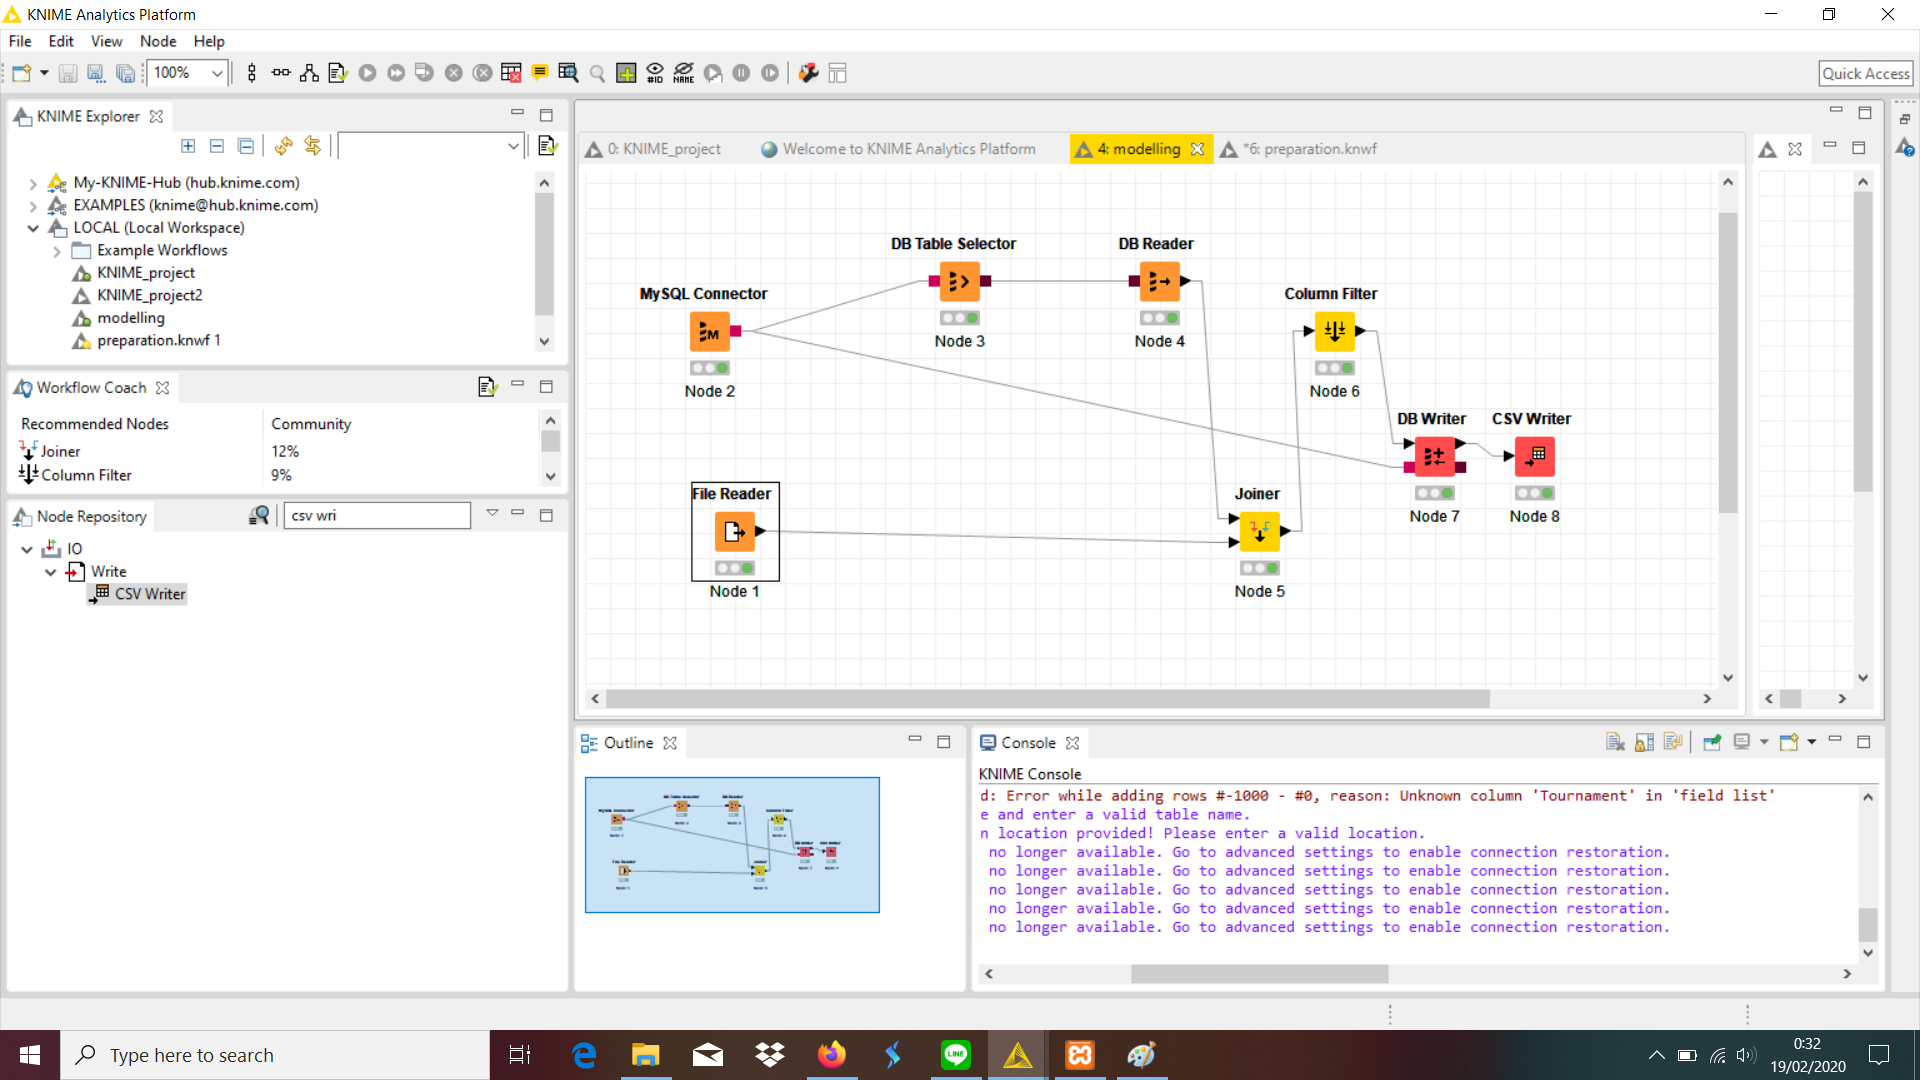 KNIME Analytics Platform
File Edit View Node Help
100%
#ID
NAME
Quick Access
KNIME Explorer
My-KNIME-Hub (hub.knime.com)
EXAMPLES (knime@hub.knime.com)
LOCAL (Local Workspace)
Example Workflows
KNIME_project
KNIME_project2
modelling
preparation.knwf 1
Workflow Coach
Recommended Nodes Community
Joiner 12%
Column Filter 9%
Node Repository
csv wri
IO
Write
CSV Writer
0: KNIME_project
Welcome to KNIME Analytics Platform
4: modelling
*6: preparation.knwf
DB Table Selector
Node 3
DB Reader
Node 4
MySQL Connector
M
Node 2
Column Filter
Node 6
DB Writer
Node 7
CSV Writer
Node 8
File Reader
Node 1
Joiner
Node 5
Outline
Console
KNIME Console
d: Error while adding rows #-1000 - #0, reason: Unknown column 'Tournament' in 'field list'
e and enter a valid table name.
n location provided! Please enter a valid location.
no longer available. Go to advanced settings to enable connection restoration.
no longer available. Go to advanced settings to enable connection restoration.
no longer available. Go to advanced settings to enable connection restoration.
no longer available. Go to advanced settings to enable connection restoration.
no longer available. Go to advanced settings to enable connection restoration.
Type here to search
LINE
0:32
19/02/2020